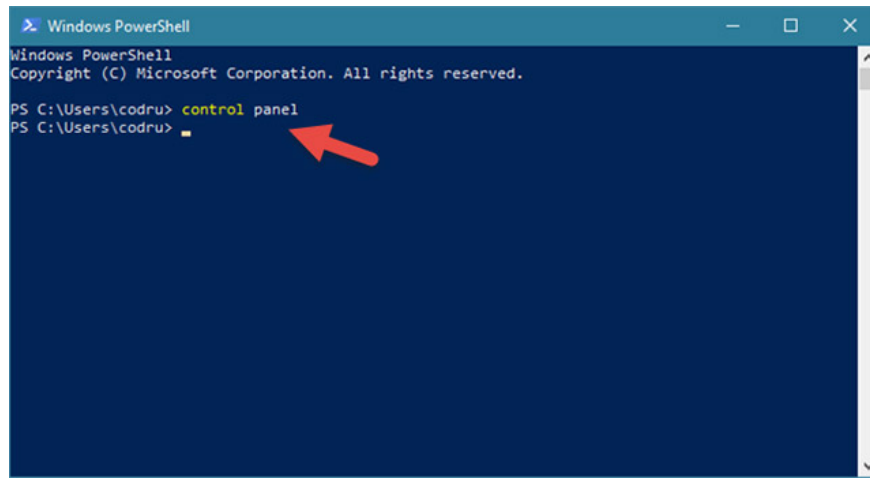 Windows PowerShell
Windows PowerShell
Copyright (C) Microsoft Corporation. All rights reserved.
PS C:\Users\codru> control panel
PS C:\Users\codru>